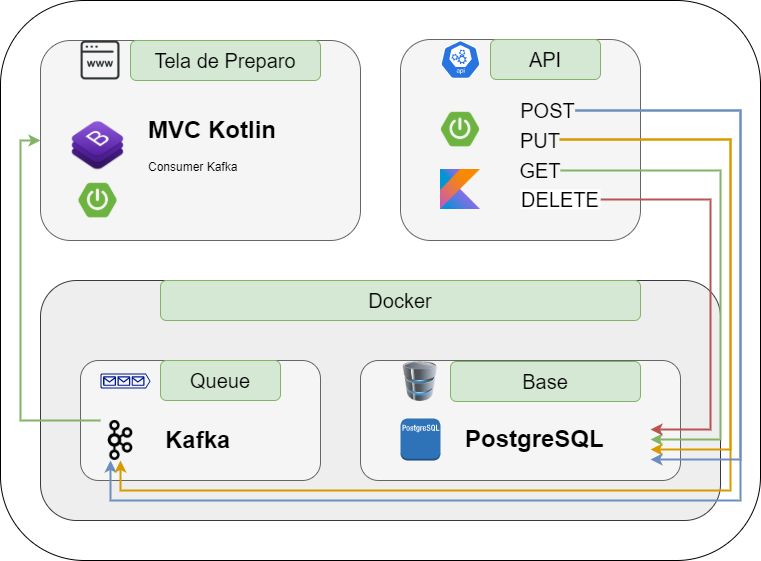 www
Tela de Preparo
MVC Kotlin
Consumer Kafka
api
API
POST
PUT
GET
DELETE
Docker
Queue
Kafka
Base
PostgreSQL
PostgreSQL